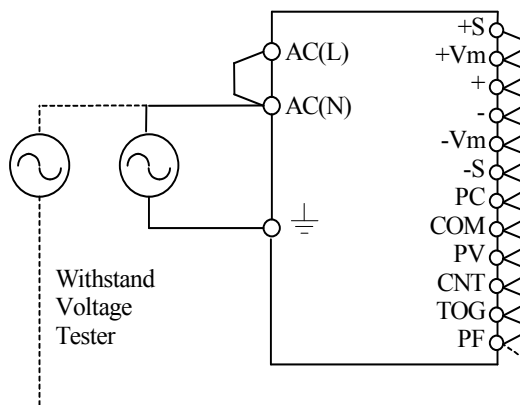 AC(L)
AC(N)
Withstand
Voltage
Tester
+S
+Vm
+
-
-Vm
-S
PC
COM
PV
CNT
TOG
PF